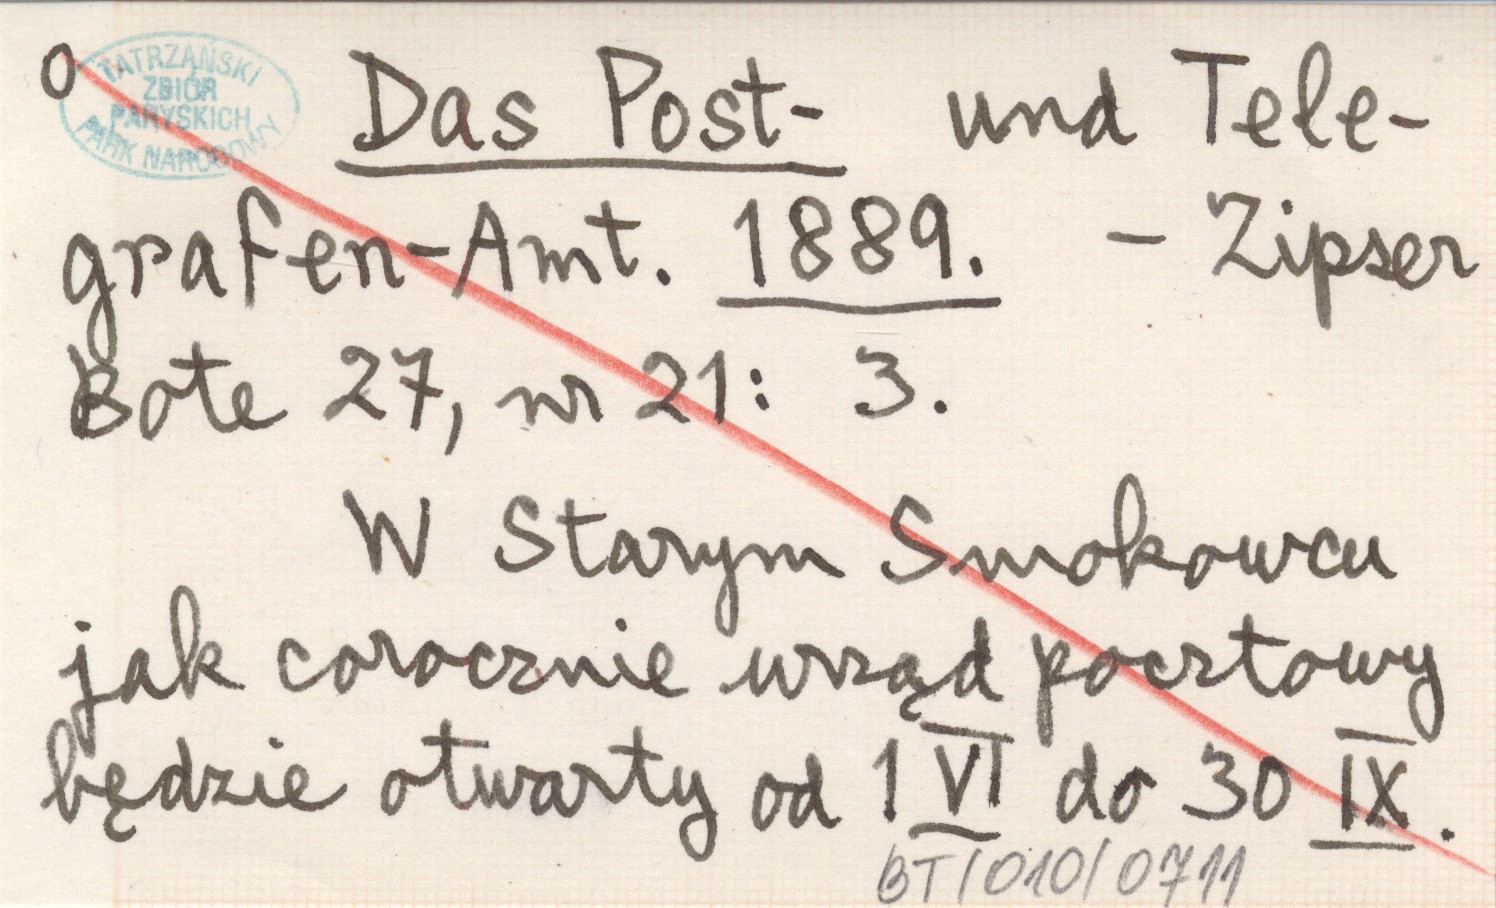 0
TATRZAŃSKI
ZBIÓR
PARYSKICH
PARK NARODOWY
Das Post- und Tele-
grafen-Amt. 1889. – Zipser
Bote 27, nr 21: 3.
W Starym Smokowcu
jak corocznie urząd pocztowy
będzie otwarty od 1 VI do 30 IX.
BT/010/0711